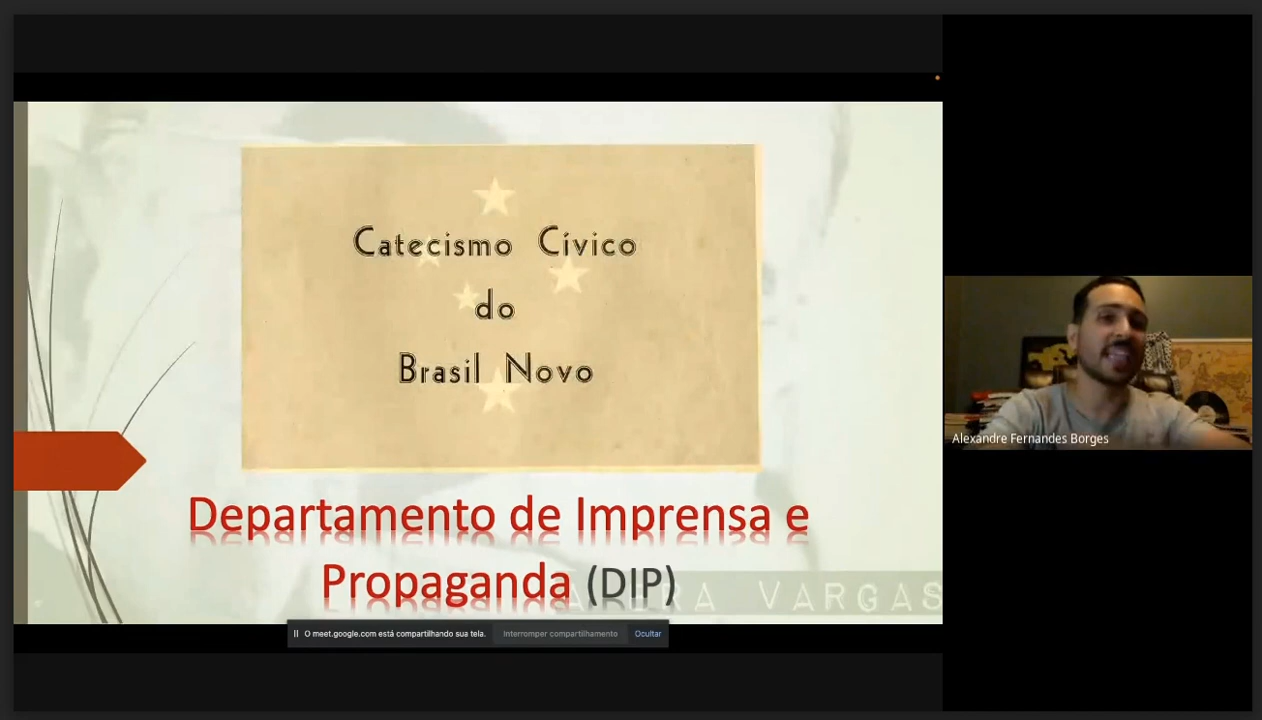 Catecismo Cívico
do
Brasil Novo
Departamento de Imprensa e
Propaganda (DIP)
RA VARGAS
O meet.google.com está compartilhando sua tela. Interromper compartilhamento Ocultar
Alexandre Fernandes Borges